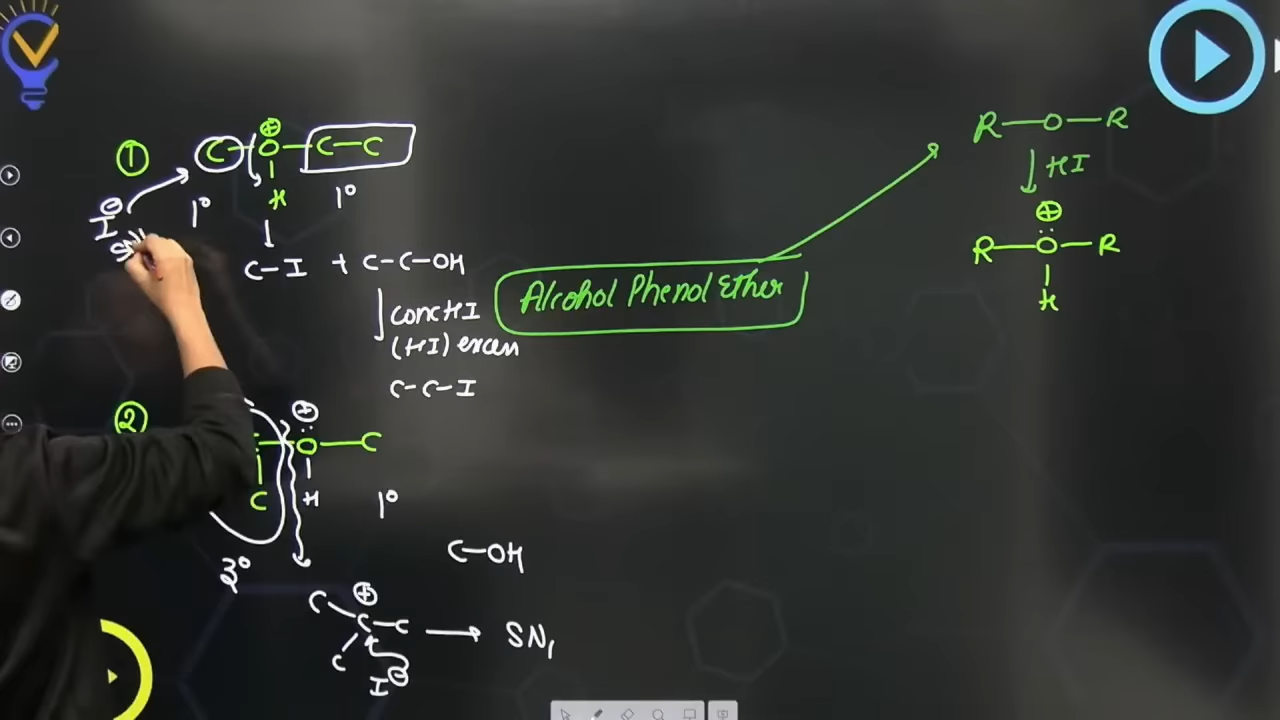 ①
⊕
C—O—C—C
H
1° 1°
I⊖
C-I + C-C-OH
conc HI
(HI) excess
C-C-I
Alcohol Phenol Ether
R—O—R
↓ HI
⊕
R—O—R
H
②
⊕
O—C
C H
1°
3°
C-OH
⊕
C C—C → SN1
C
I⊖